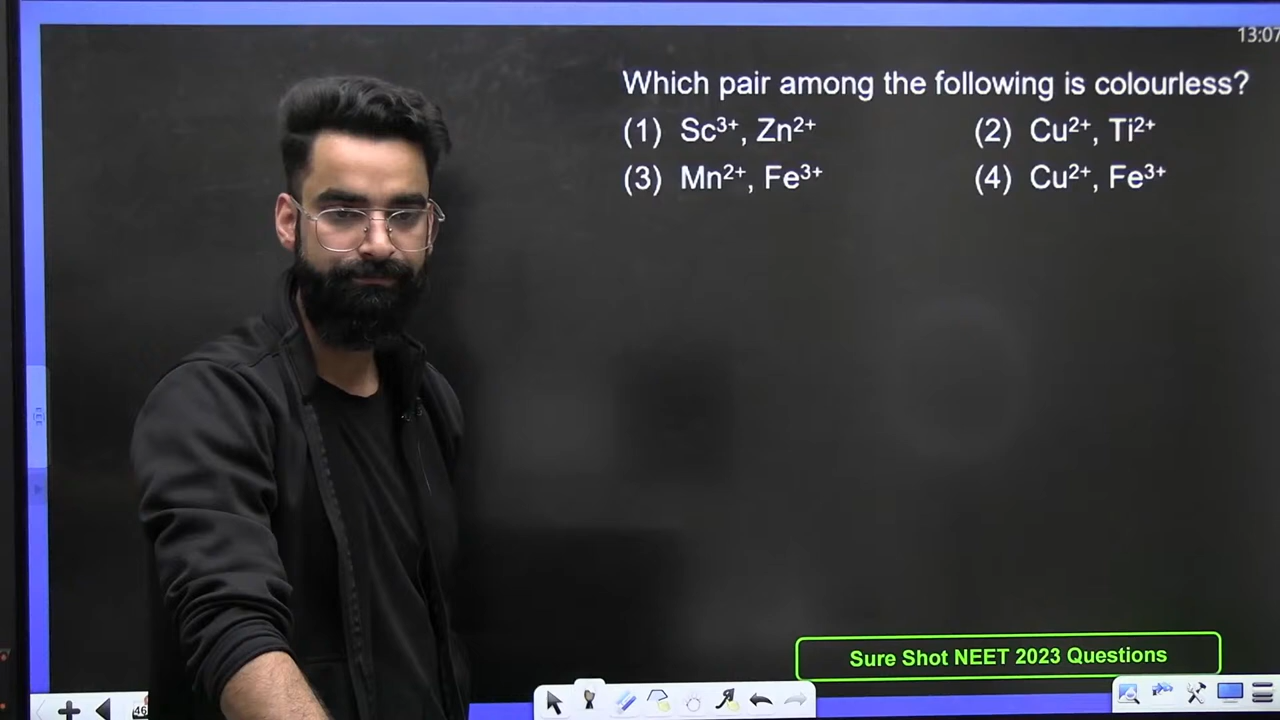 13:07
Which pair among the following is colourless?
(1) Sc³⁺, Zn²⁺ (2) Cu²⁺, Ti²⁺
(3) Mn²⁺, Fe³⁺ (4) Cu²⁺, Fe³⁺
Sure Shot NEET 2023 Questions
46